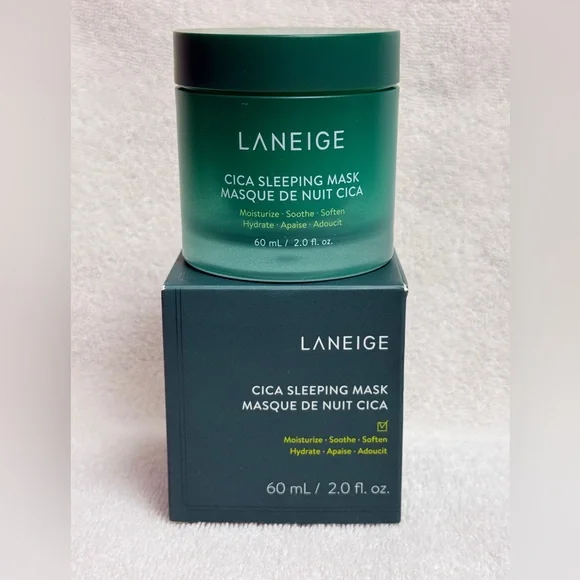 LANEIGE
CICA SLEEPING MASK
MASQUE DE NUIT CICA
Moisturize · Soothe · Soften
Hydrate · Apaise · Adoucit
60 mL / 2.0 fl. oz.
LANEIGE
CICA SLEEPING MASK
MASQUE DE NUIT CICA
Moisturize · Soothe · Soften
Hydrate · Apaise · Adoucit
60 mL / 2.0 fl. oz.